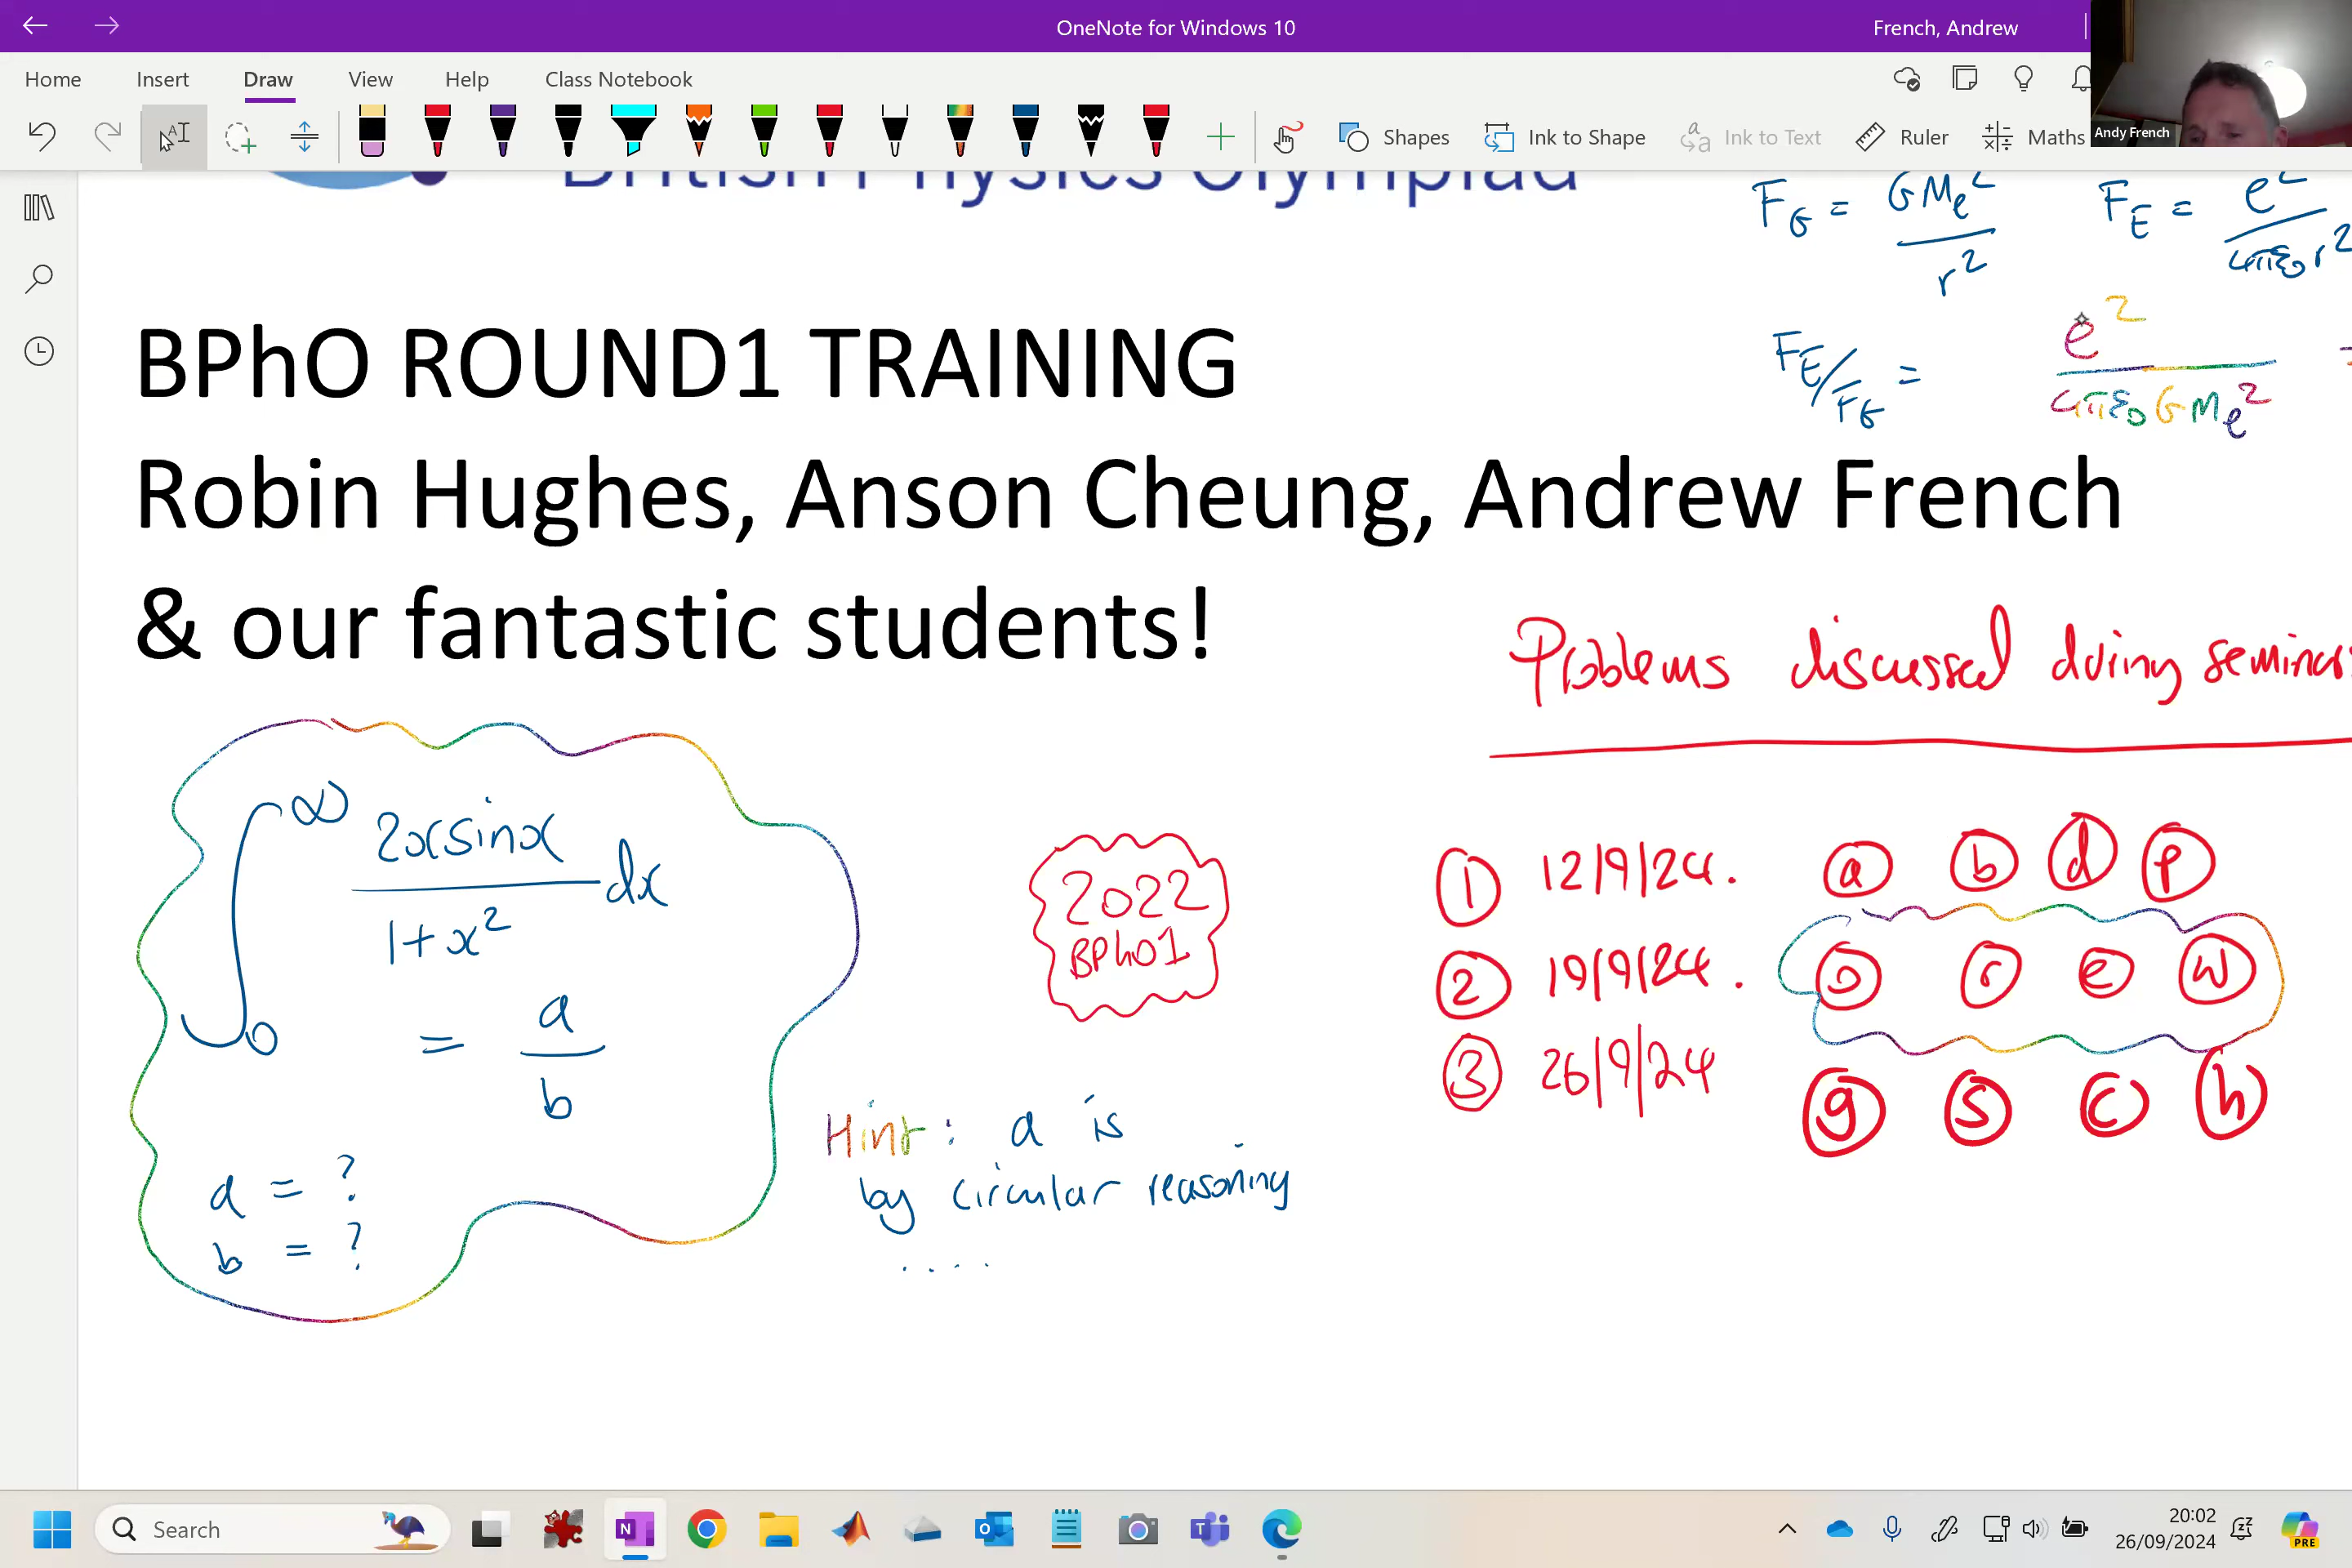 OneNote for Windows 10
French, Andrew
Home Insert Draw View Help Class Notebook
Shapes Ink to Shape Ink to Text Ruler Maths
Andy French
British Physics Olympiad
F_G = GM_e² / r²
F_E = e² / 4πε₀r²
F_E/F_G = e² / 4πε₀GM_e²
BPhO ROUND1 TRAINING
Robin Hughes, Anson Cheung, Andrew French
& our fantastic students!
Problems discussed during seminars
∫₀^∞ 2x sin x / 1+x² dx
= a / b
a = ?
b = ?
Hint: a is
by circular reasoning
....
2022
BPhO1
1 12/9/24. a b d p
2 19/9/24. o r e w
3 26/9/24 g s c h
Search
20:02
26/09/2024
PRE